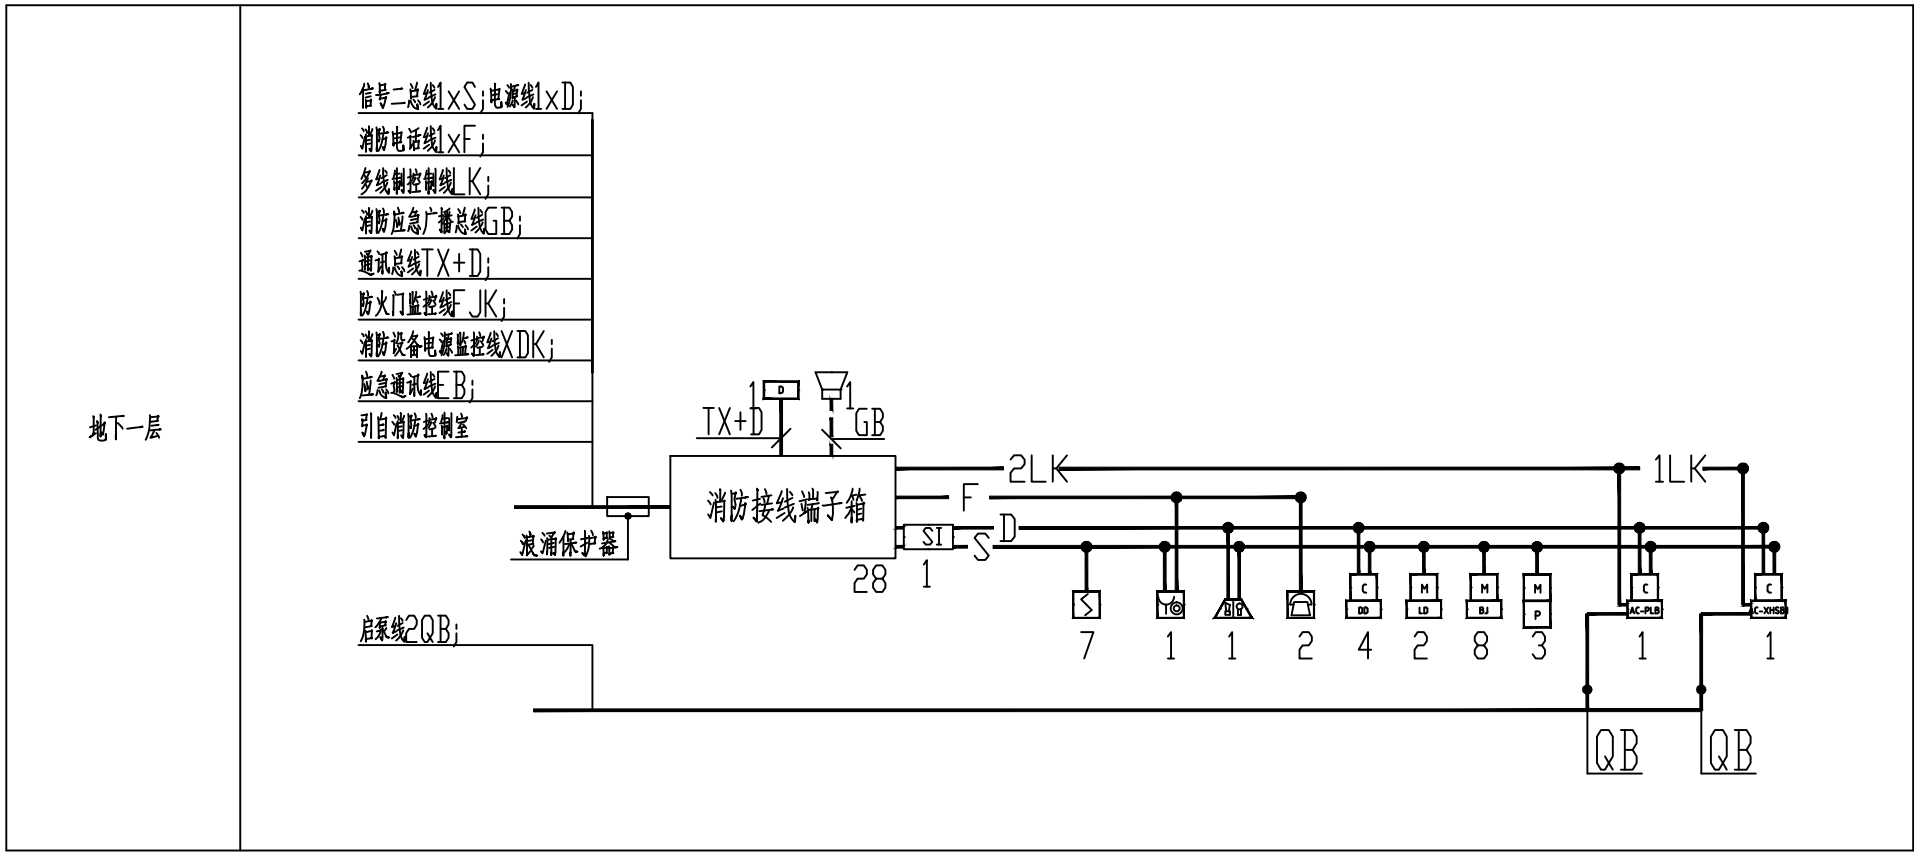 信号二总线1xS;电源线1xD;
消防电话线1xF;
多线制控制线LK;
消防应急广播总线GB;
通讯总线TX+D;
防火门监控线FJK;
消防设备电源监控线XDK;
应急通讯线EB;
引自消防控制室
地下一层
1 D 1
TX+D GB
2LK 1LK
消防接线端子箱 F
SI D
浪涌保护器 S
28 1
C M M M C C
DD LD BJ P AC-PLB AC-XHSB
7 1 1 2 4 2 8 3 1 1
启泵线2QB;
QB QB